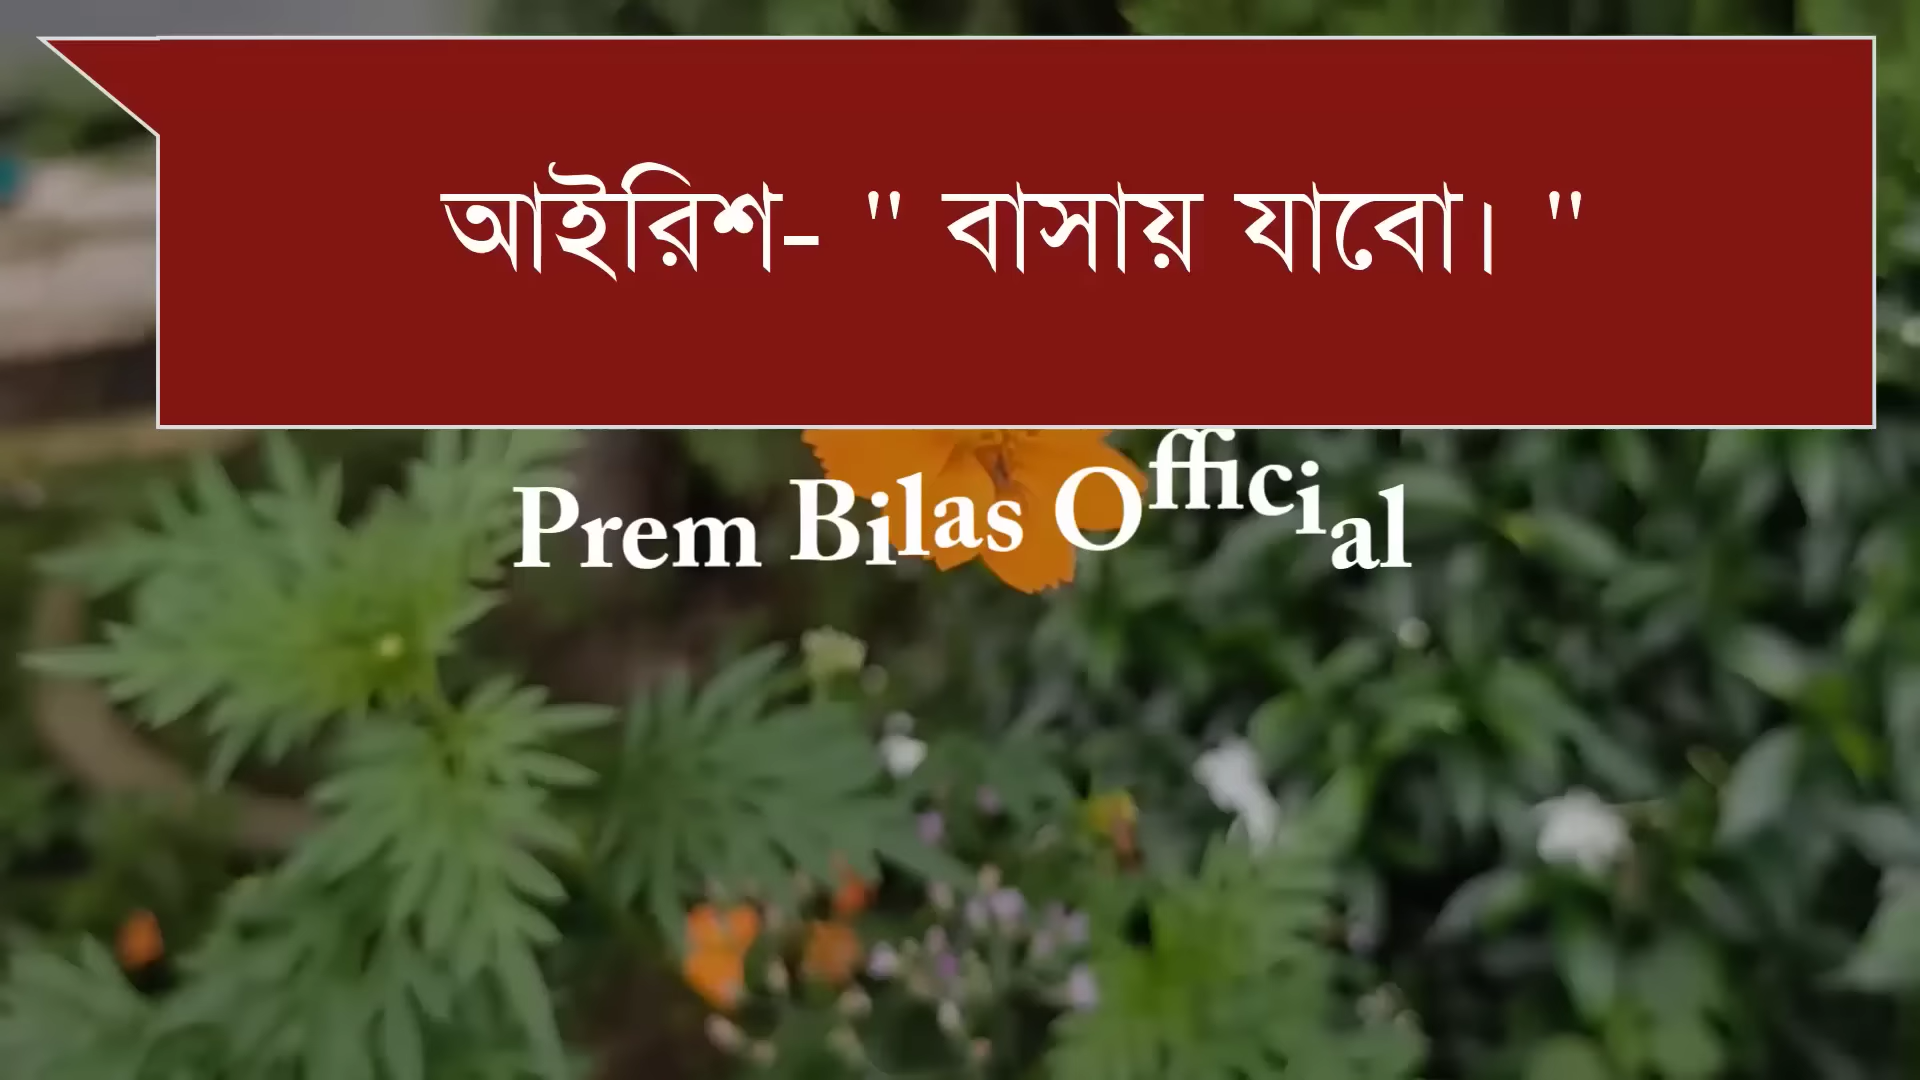 আইরিশ- " বাসায় যাবো। "
Prem Bilas Official